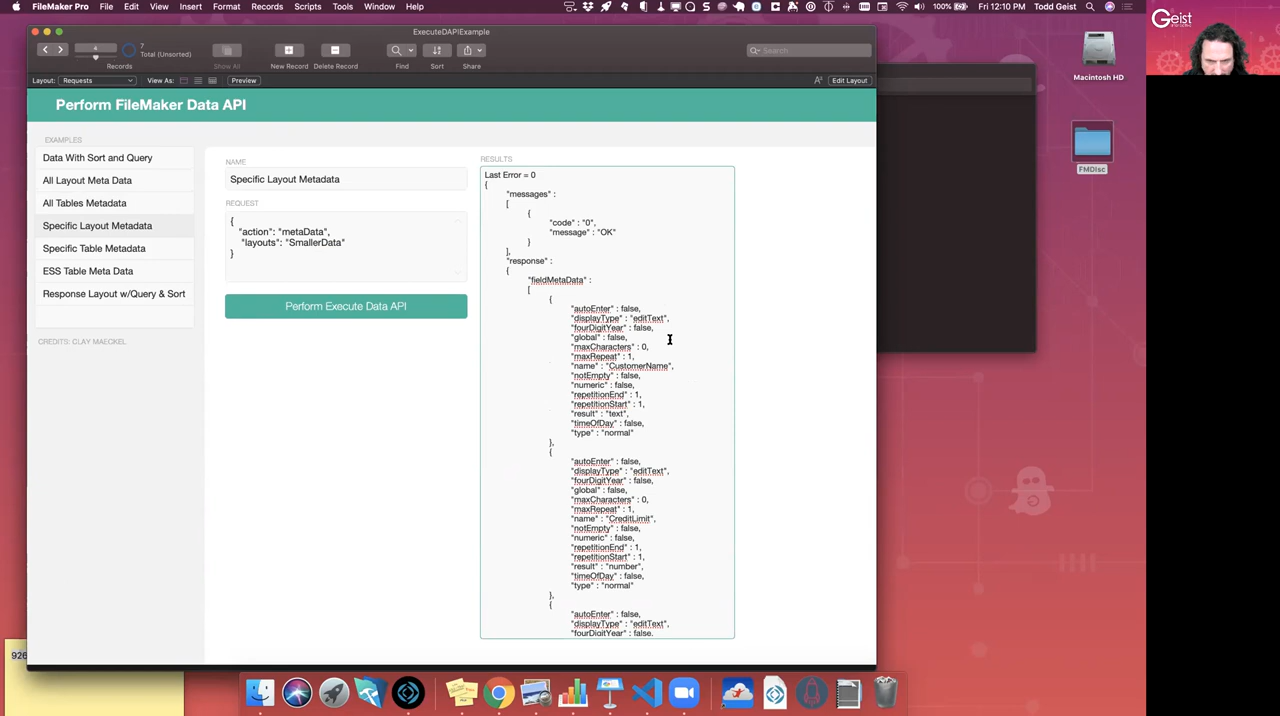 FileMaker Pro File Edit View Insert Format Records Scripts Tools Window Help 100% Fri 12:10 PM Todd Geist
Geist
ExecuteDAPIExample
4
7
Total (Unsorted)
Records Show All New Record Delete Record Find Sort Share
Search
Layout: Requests View As: Preview Edit Layout
Macintosh HD
FMDisc
Perform FileMaker Data API
EXAMPLES
Data With Sort and Query
All Layout Meta Data
All Tables Metadata
Specific Layout Metadata
Specific Table Metadata
ESS Table Meta Data
Response Layout w/Query & Sort
CREDITS: CLAY MAECKEL
NAME
Specific Layout Metadata
REQUEST
{
"action": "metaData",
"layouts": "SmallerData"
}
Perform Execute Data API
RESULTS
Last Error = 0
{
"messages" :
[
{
"code" : "0",
"message" : "OK"
}
],
"response" :
{
"fieldMetaData" :
[
{
"autoEnter" : false,
"displayType" : "editText",
"fourDigitYear" : false,
"global" : false,
"maxCharacters" : 0,
"maxRepeat" : 1,
"name" : "CustomerName",
"notEmpty" : false,
"numeric" : false,
"repetitionEnd" : 1,
"repetitionStart" : 1,
"result" : "text",
"timeOfDay" : false,
"type" : "normal"
},
{
"autoEnter" : false,
"displayType" : "editText",
"fourDigitYear" : false,
"global" : false,
"maxCharacters" : 0,
"maxRepeat" : 1,
"name" : "CreditLimit",
"notEmpty" : false,
"numeric" : false,
"repetitionEnd" : 1,
"repetitionStart" : 1,
"result" : "number",
"timeOfDay" : false,
"type" : "normal"
},
{
"autoEnter" : false,
"displayType" : "editText",
"fourDigitYear" : false.
926